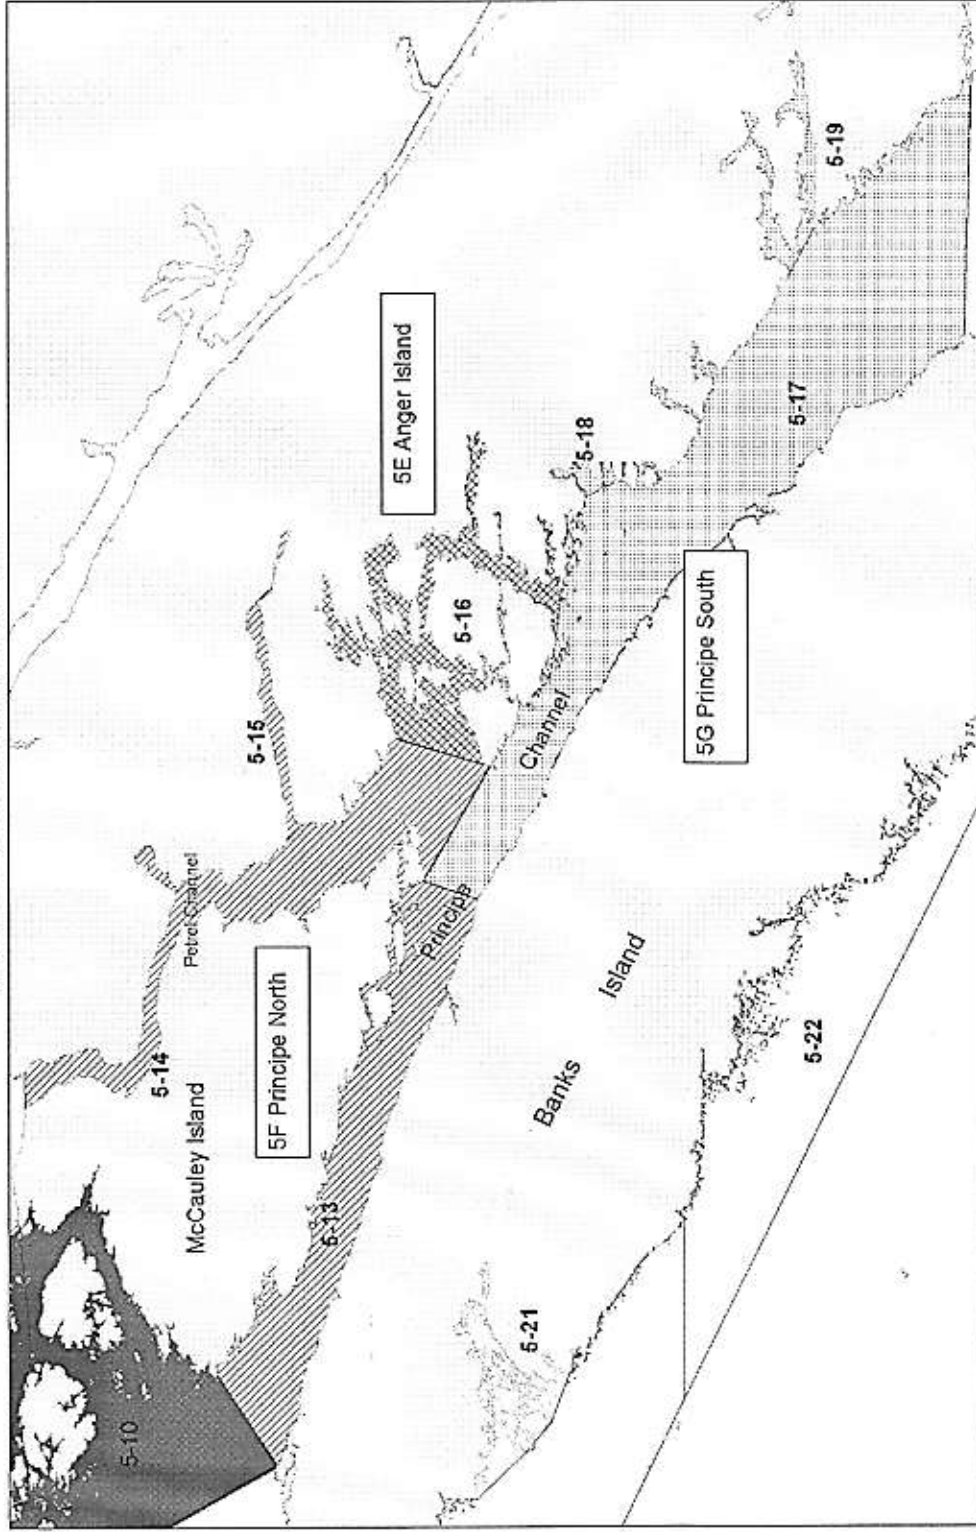 5-10
5-14
Petrel Channel
5-15
McCauley Island
5F Principe North
5E Anger Island
5-13
5-16
Principe
Channel
5-18
5-19
5-17
5G Principe South
5-21
Banks
Island
5-22